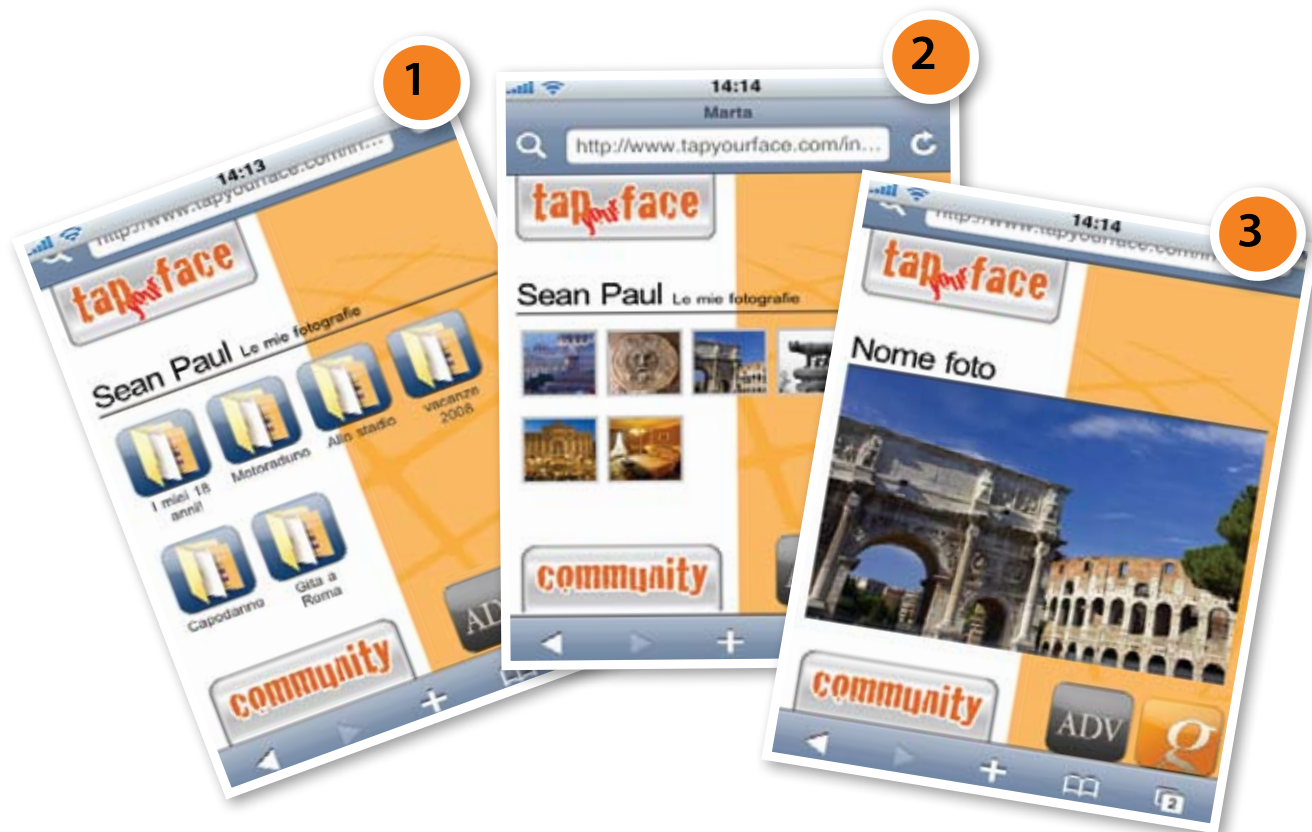 1
14:13
http://www.tapyourface.com/in...
tap your face
Sean Paul Le mie fotografie
I miei 18
anni!
Motoraduno
Allo stadio
vacanze
2008
Capodanno
Gita a
Roma
AD
community
2
14:14
Marta
http://www.tapyourface.com/in...
tap your face
Sean Paul Le mie fotografie
community
3
14:14
http://www.tapyourface.com/in
tap your face
Nome foto
community
ADV
g
2